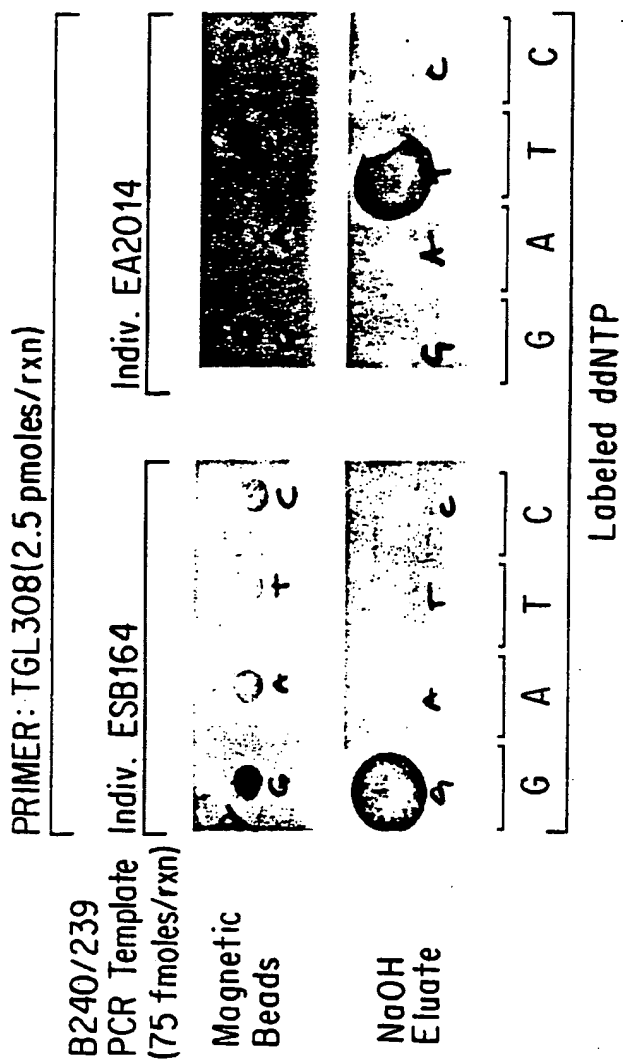 PRIMER: TGL308(2.5 pmoles/rxn)
B240/239
PCR Template
(75 fmoles/rxn)
Indiv. ESB164
Indiv. EA2014
Magnetic
Beads
G A T C
NaOH
Eluate
G A T C
G A T C
G A T C G A T C
Labeled ddNTP